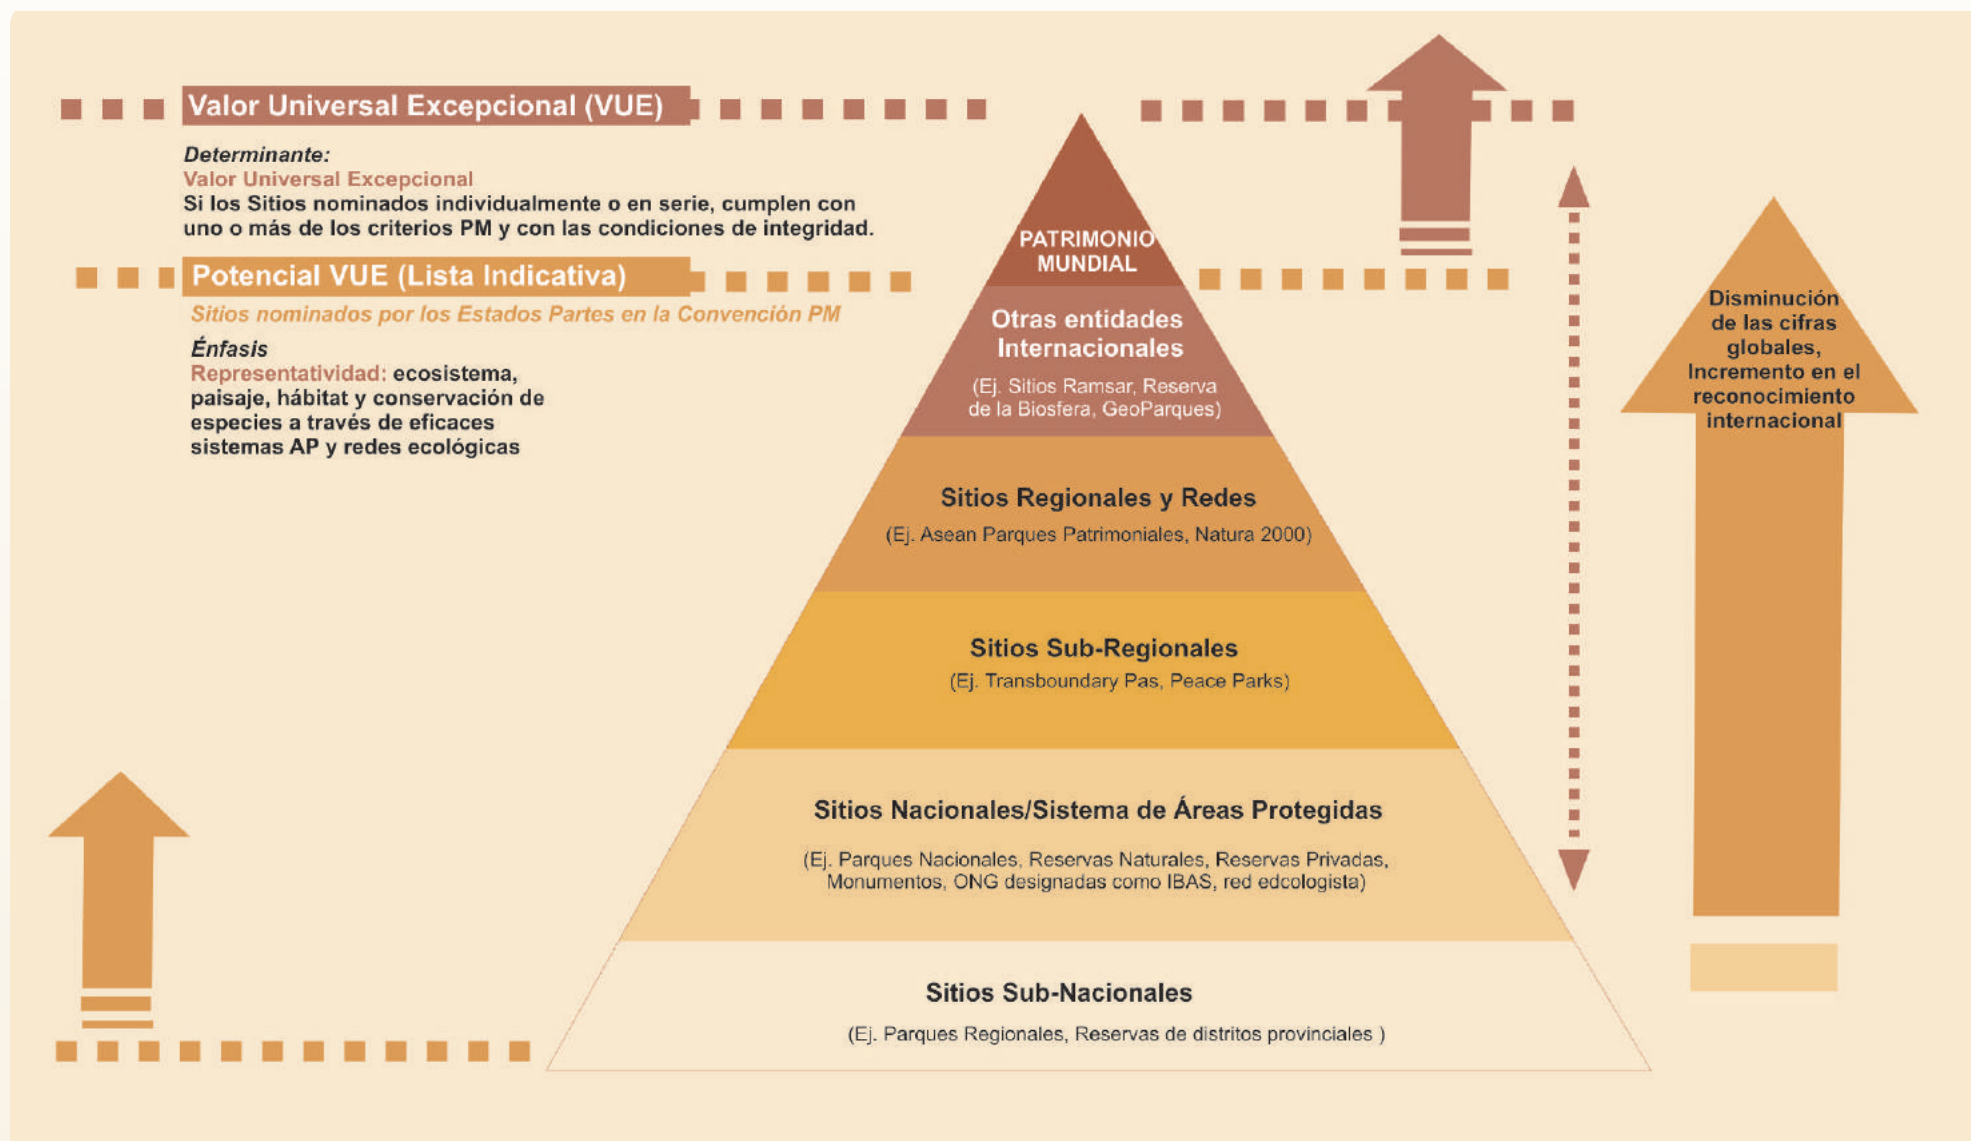 Valor Universal Excepcional (VUE)
Determinante:
Valor Universal Excepcional
Si los Sitios nominados individualmente o en serie, cumplen con
uno o más de los criterios PM y con las condiciones de integridad.
Potencial VUE (Lista Indicativa)
Sitios nominados por los Estados Partes en la Convención PM
Énfasis
Representatividad: ecosistema,
paisaje, hábitat y conservación de
especies a través de eficaces
sistemas AP y redes ecológicas
PATRIMONIO
MUNDIAL
Otras entidades
Internacionales
(Ej. Sitios Ramsar, Reserva
de la Biosfera, GeoParques)
Sitios Regionales y Redes
(Ej. Asean Parques Patrimoniales, Natura 2000)
Sitios Sub-Regionales
(Ej. Transboundary Pas, Peace Parks)
Sitios Nacionales/Sistema de Áreas Protegidas
(Ej. Parques Nacionales, Reservas Naturales, Reservas Privadas,
Monumentos, ONG designadas como IBAS, red edcologista)
Sitios Sub-Nacionales
(Ej. Parques Regionales, Reservas de distritos provinciales )
Disminución
de las cifras
globales,
Incremento en el
reconocimiento
internacional